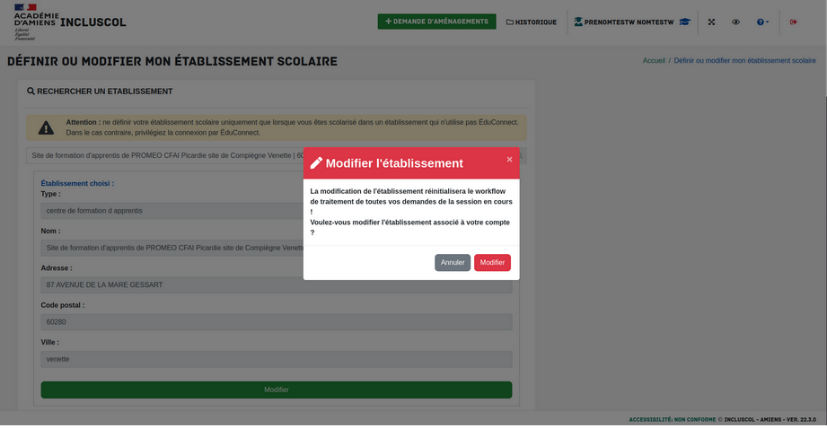 ACADÉMIE
D'AMIENS
Liberté
Égalité
Fraternité
INCLUSCOL
+ DEMANDE D'AMÉNAGEMENTS
HISTORIQUE
PRENOMTESTW NOMTESTW
DÉFINIR OU MODIFIER MON ÉTABLISSEMENT SCOLAIRE
Accueil / Définir ou modifier mon établissement scolaire
RECHERCHER UN ETABLISSEMENT
Attention : ne définir votre établissement scolaire uniquement que lorsque vous êtes scolarisé dans un établissement qui n'utilise pas ÉduConnect.
Dans le cas contraire, privilégiez la connexion par ÉduConnect.
Site de formation d'apprentis de PROMEO CFAI Picardie site de Compiègne Venette | 60
Modifier l'établissement
×
La modification de l'établissement réinitialisera le workflow
de traitement de toutes vos demandes de la session en cours
!
Voulez-vous modifier l'établissement associé à votre compte
?
Annuler
Modifier
Établissement choisi :
Type :
centre de formation d apprentis
Nom :
Site de formation d'apprentis de PROMEO CFAI Picardie site de Compiègne Venette
Adresse :
87 AVENUE DE LA MARE GESSART
Code postal :
60280
Ville :
venette
Modifier
ACCESSIBILITÉ: NON CONFORME © INCLUSCOL - AMIENS - VER. 22.3.0